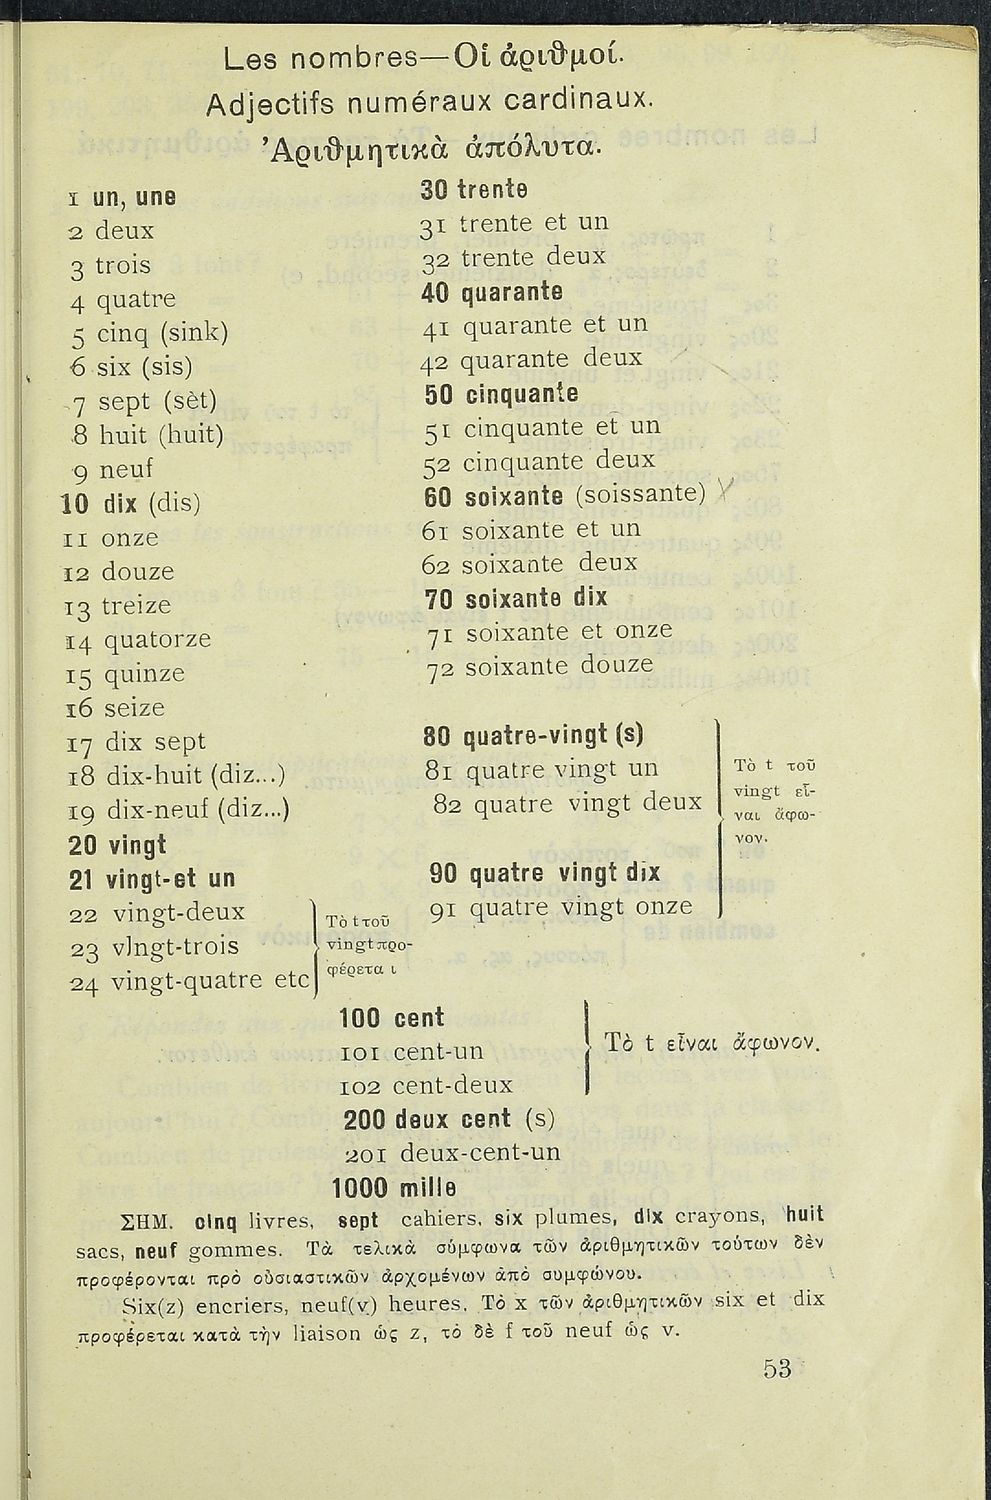 Les nombres—Οἱ ἀριθμοί.
Adjectifs numéraux cardinaux.
Ἀριθμητικὰ ἀπόλυτα.
1 un, une
2 deux
3 trois
4 quatre
5 cinq (sink)
6 six (sis)
7 sept (sèt)
8 huit (huit)
9 neuf
10 dix (dis)
11 onze
12 douze
13 treize
14 quatorze
15 quinze
16 seize
17 dix sept
18 dix-huit (diz...)
19 dix-neuf (diz...)
20 vingt
21 vingt-et un
22 vingt-deux
23 vlngt-trois
24 vingt-quatre etc
Τὸ t τοῦ
vingt προ-
φέρεται
30 trente
31 trente et un
32 trente deux
40 quarante
41 quarante et un
42 quarante deux
50 cinquante
51 cinquante et un
52 cinquante deux
60 soixante (soissante)
61 soixante et un
62 soixante deux
70 soixante dix
71 soixante et onze
72 soixante douze
80 quatre-vingt (s)
81 quatre vingt un
82 quatre vingt deux
90 quatre vingt dix
91 quatre vingt onze
Τὸ t τοῦ
vingt εἶ-
ναι ἄφω-
νον.
100 cent
101 cent-un
102 cent-deux
Τὸ t εἶναι ἄφωνον.
200 deux cent (s)
201 deux-cent-un
1000 mille
ΣΗΜ. cinq livres, sept cahiers, six plumes, dix crayons, huit
sacs, neuf gommes. Τὰ τελικὰ σύμφωνα τῶν ἀριθμητικῶν τούτων δὲν
προφέρονται πρὸ οὐσιαστικῶν ἀρχομένων ἀπὸ συμφώνου.
Six(z) encriers, neuf(v) heures. Τὸ x τῶν ἀριθμητικῶν six et dix
προφέρεται κατὰ τὴν liaison ὡς z, τὸ δὲ f τοῦ neuf ὡς v.
53